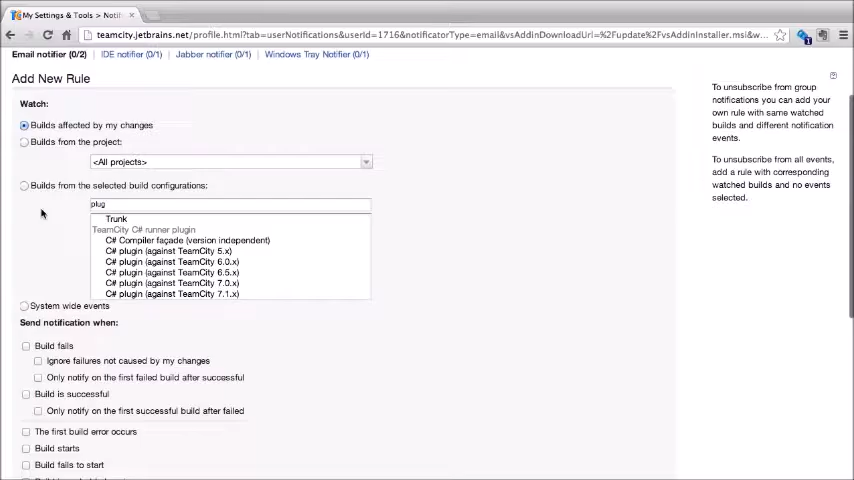 My Settings & Tools > Notif
teamcity.jetbrains.net/profile.html?tab=userNotifications&userId=1716&notificatorType=email&vsAddinDownloadUrl=%2Fupdate%2FvsAddinInstaller.msi&w...
Email notifier (0/2) | IDE notifier (0/1) | Jabber notifier (0/1) | Windows Tray Notifier (0/1)
Add New Rule
Watch:
Builds affected by my changes
Builds from the project:
<All projects>
Builds from the selected build configurations:
plug
Trunk
TeamCity C# runner plugin
C# Compiler façade (version independent)
C# plugin (against TeamCity 5.x)
C# plugin (against TeamCity 6.0.x)
C# plugin (against TeamCity 6.5.x)
C# plugin (against TeamCity 7.0.x)
C# plugin (against TeamCity 7.1.x)
System wide events
Send notification when:
Build fails
Ignore failures not caused by my changes
Only notify on the first failed build after successful
Build is successful
Only notify on the first successful build after failed
The first build error occurs
Build starts
Build fails to start
To unsubscribe from group
notifications you can add your
own rule with same watched
builds and different notification
events.
To unsubscribe from all events,
add a rule with corresponding
watched builds and no events
selected.